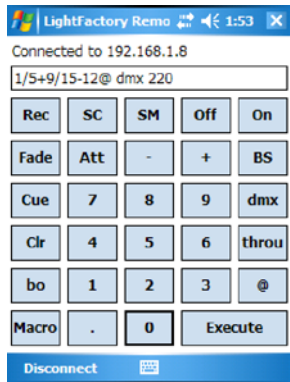 LightFactory Remo 1:53
Connected to 192.168.1.8
1/5+9/15-12@ dmx 220
Rec SC SM Off On
Fade Att - + BS
Cue 7 8 9 dmx
Clr 4 5 6 throu
bo 1 2 3 @
Macro . 0 Execute
Disconnect